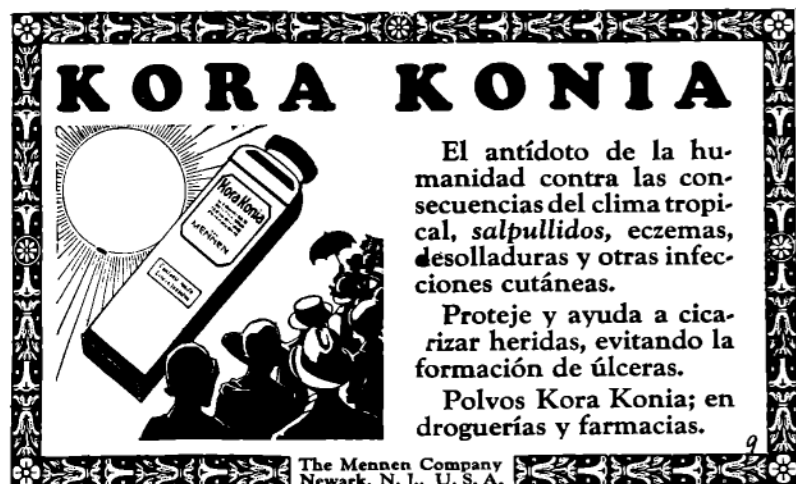 KORA KONIA
Kora Konia
MENNEN
El antídoto de la hu-
manidad contra las con-
secuencias del clima tropi-
cal, salpullidos, eczemas,
desolladuras y otras infec-
ciones cutáneas.
Proteje y ayuda a cica-
rizar heridas, evitando la
formación de úlceras.
Polvos Kora Konia; en
droguerías y farmacias.
9
The Mennen Company
Newark, N. J., U. S. A.